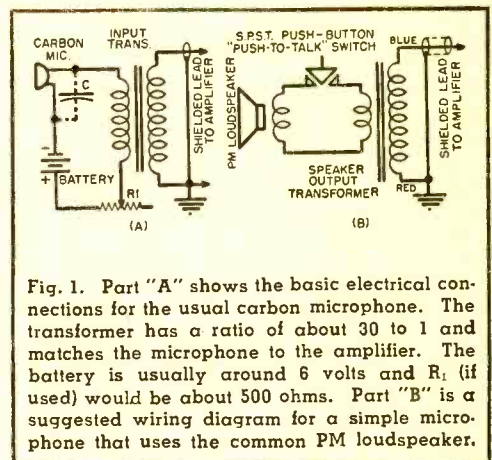 CARBON
MIC.
INPUT
TRANS.
C
BATTERY
-
+
R1
SHIELDED LEAD
TO AMPLIFIER
(A)
S.P.S.T. PUSH-BUTTON
"PUSH-TO-TALK" SWITCH
PM LOUDSPEAKER
BLUE
SPEAKER
OUTPUT
TRANSFORMER
RED
SHIELDED LEAD
TO AMPLIFIER
(B)
Fig. 1. Part "A" shows the basic electrical con-
nections for the usual carbon microphone. The
transformer has a ratio of about 30 to 1 and
matches the microphone to the amplifier. The
battery is usually around 6 volts and R₁ (if
used) would be about 500 ohms. Part "B" is a
suggested wiring diagram for a simple micro-
phone that uses the common PM loudspeaker.